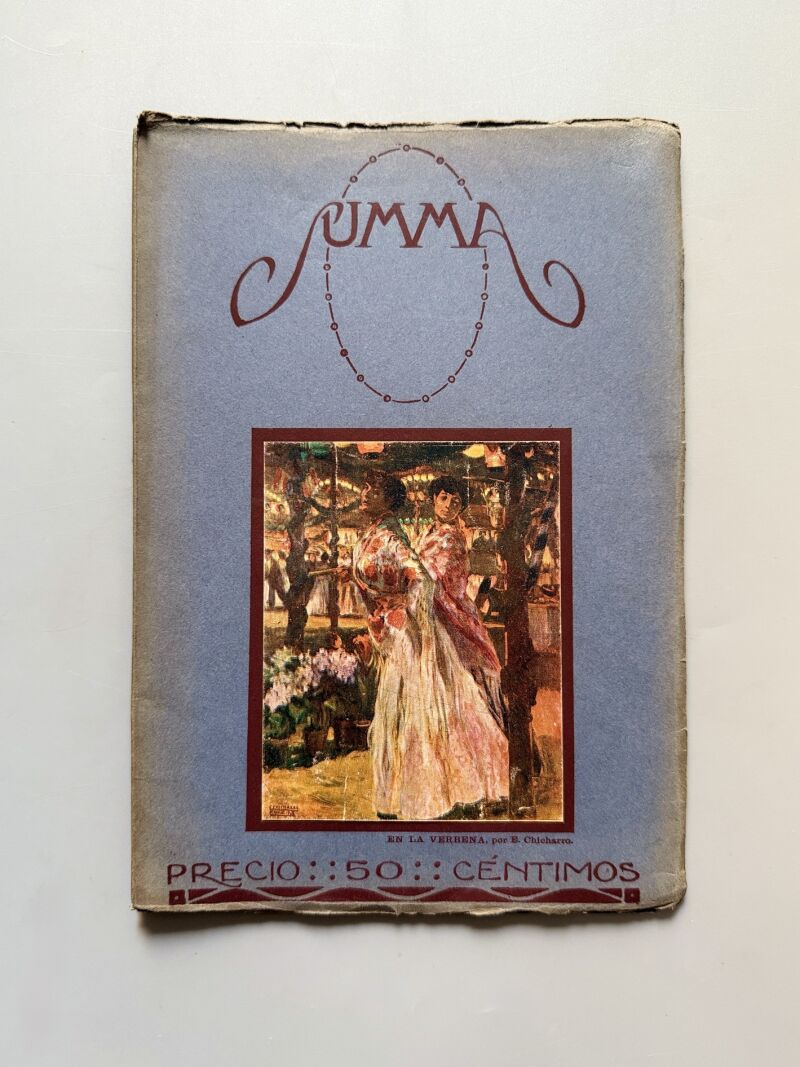 SUMMA
EN LA VERBENA, por E. Chicharro.
PRECIO :: 50 :: CÉNTIMOS